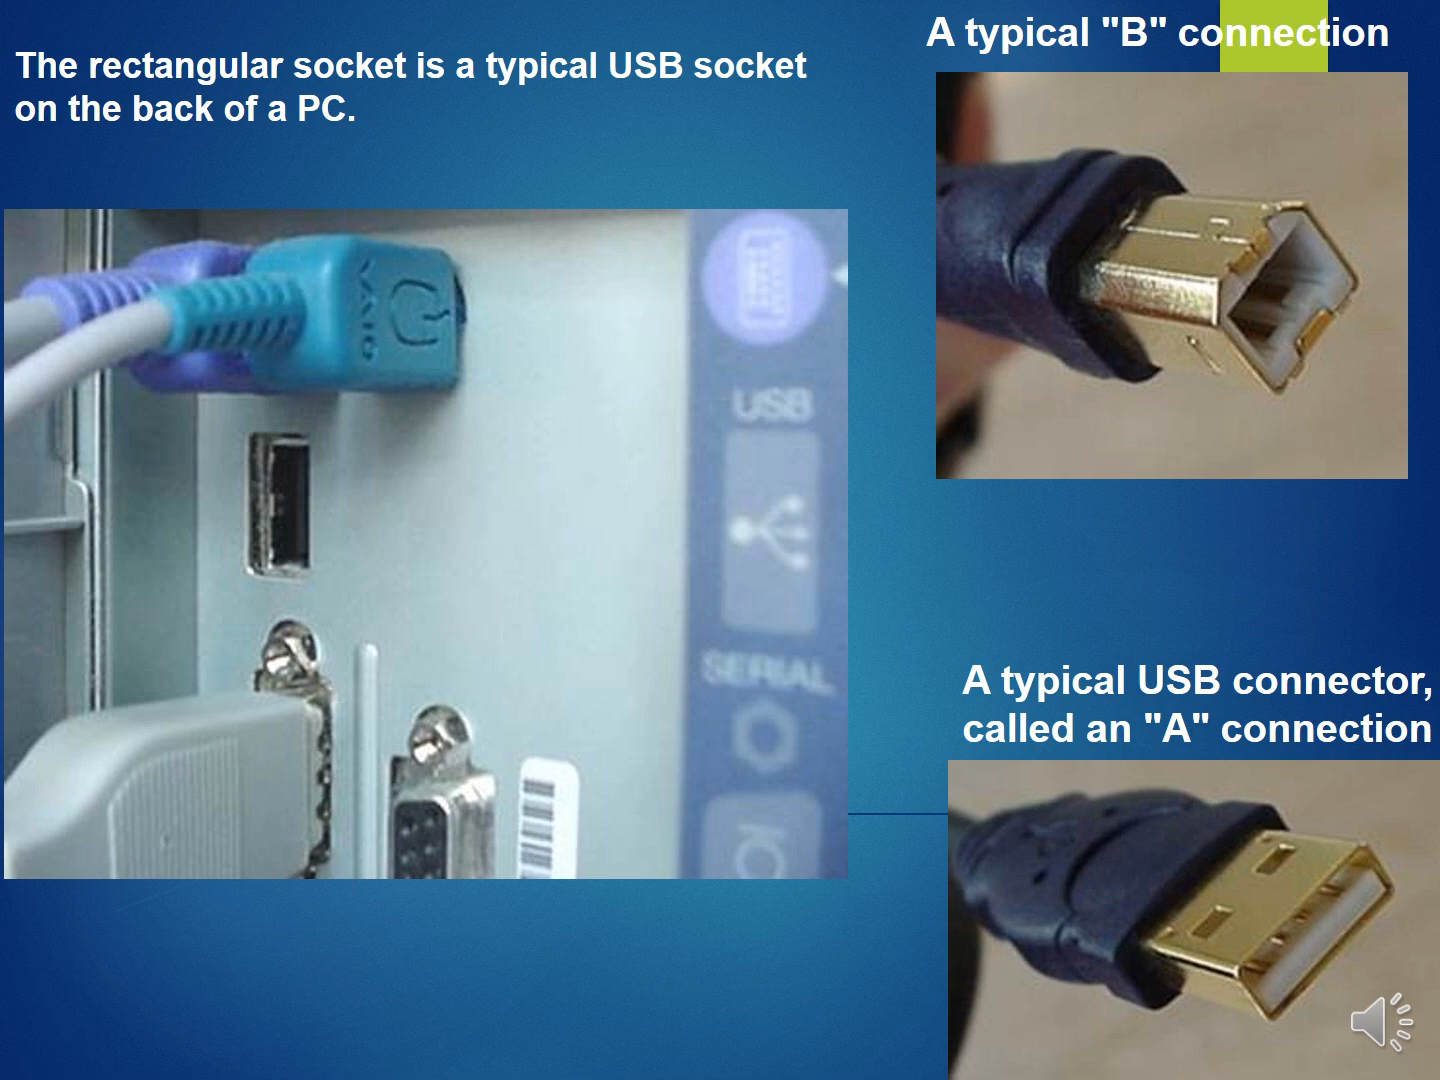 The rectangular socket is a typical USB socket
on the back of a PC.
A typical "B" connection
VAIO
USB
SERIAL
A typical USB connector,
called an "A" connection